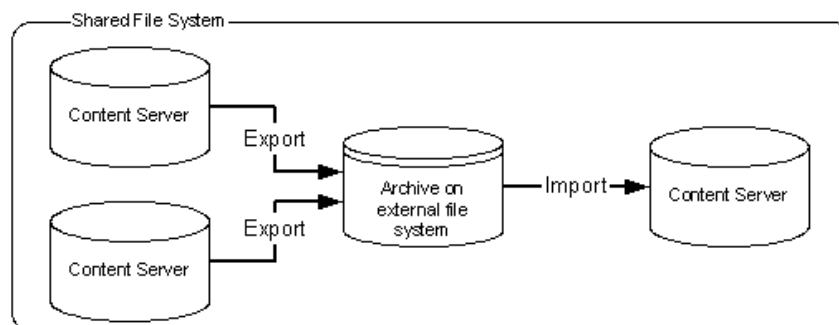 Shared File System
Content Server
Export
Content Server
Export
Archive on
external file
system
Import
Content Server